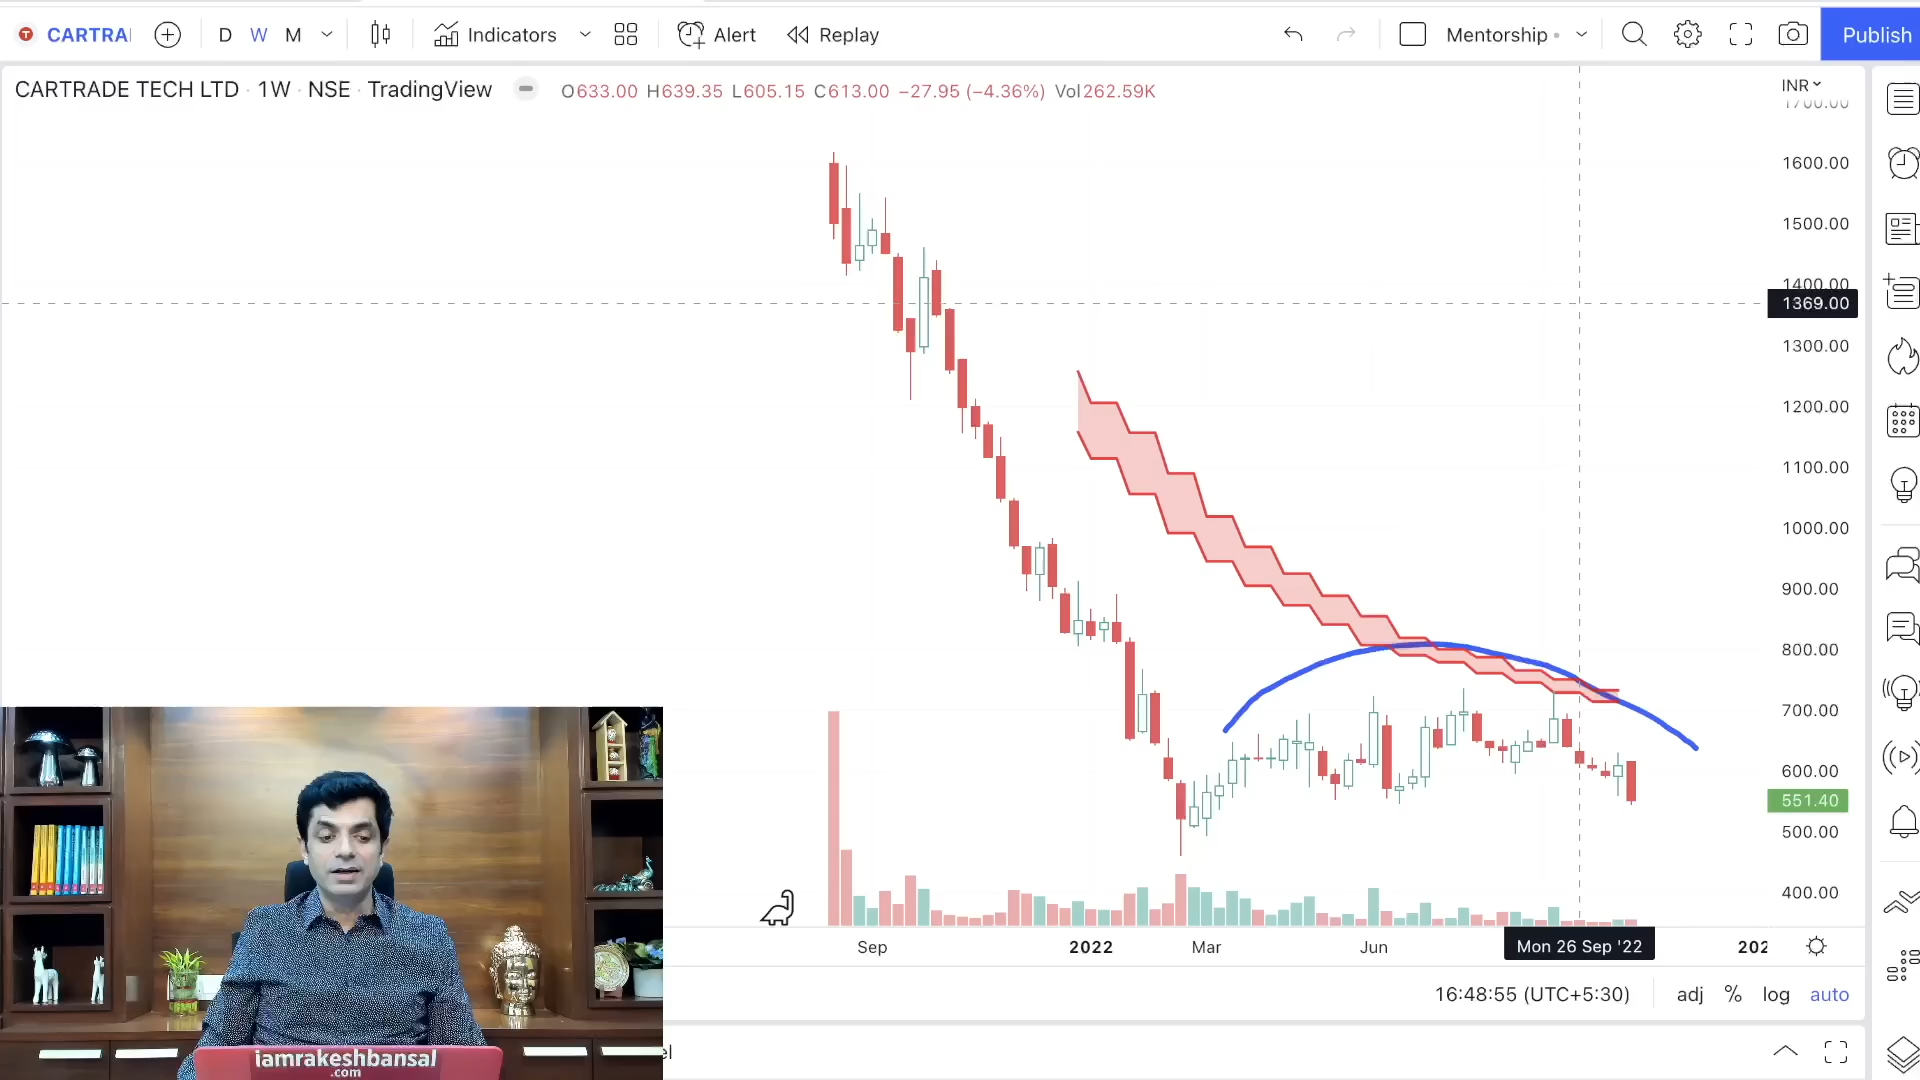 CARTRA
D W M
Indicators
Alert
Replay
Mentorship
Publish
CARTRADE TECH LTD · 1W · NSE · TradingView
O633.00 H639.35 L605.15 C613.00 −27.95 (−4.36%) Vol262.59K
INR
1700.00
1600.00
1500.00
1400.00
1369.00
1300.00
1200.00
1100.00
1000.00
900.00
800.00
700.00
600.00
551.40
500.00
400.00
Sep
2022
Mar
Jun
Mon 26 Sep '22
202
16:48:55 (UTC+5:30)
adj % log auto
el
iamrakeshbansal
.com